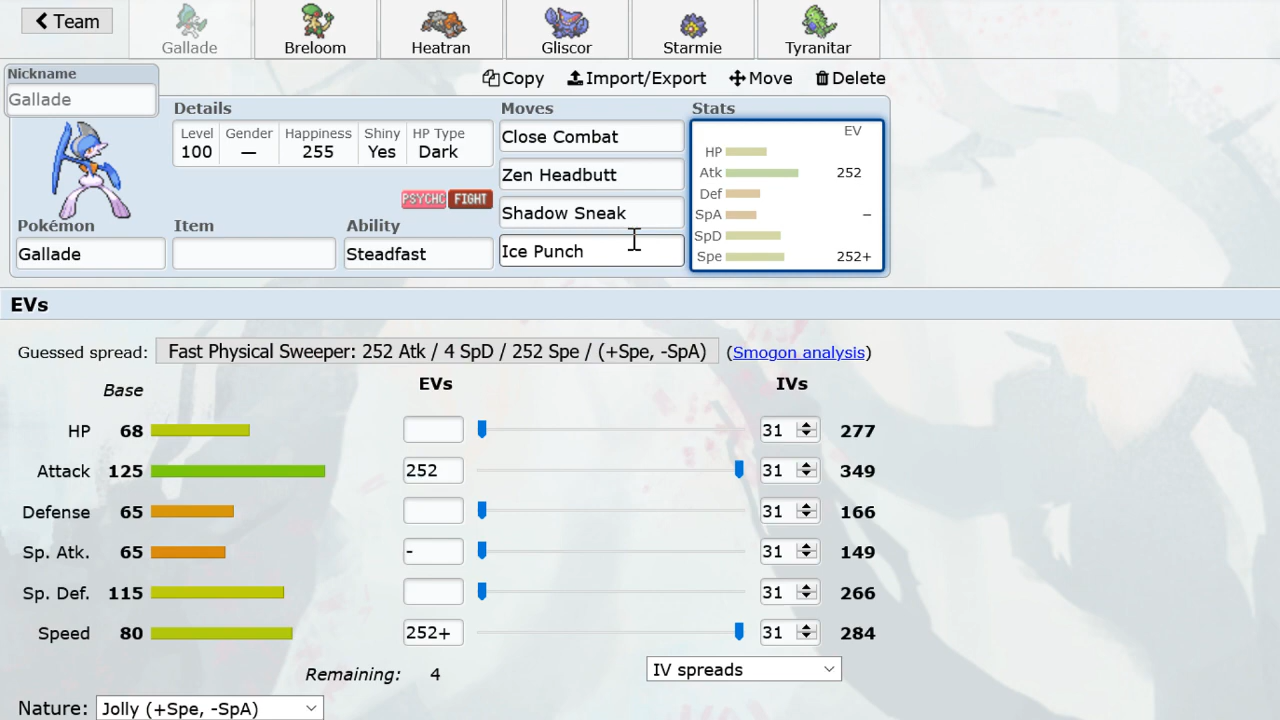 Team
Gallade
Breloom
Heatran
Gliscor
Starmie
Tyranitar
Nickname
Gallade
Copy
Import/Export
Move
Delete
Details
Moves
Stats
Level
Gender
Happiness
Shiny
HP Type
100
—
255
Yes
Dark
PSYCHC
FIGHT
Pokémon
Item
Ability
Gallade
Steadfast
Close Combat
Zen Headbutt
Shadow Sneak
Ice Punch
EV
HP
Atk 252
Def
SpA –
SpD
Spe 252+
EVs
Guessed spread: Fast Physical Sweeper: 252 Atk / 4 SpD / 252 Spe / (+Spe, -SpA) (Smogon analysis)
Base EVs IVs
HP 68 31 277
Attack 125 252 31 349
Defense 65 31 166
Sp. Atk. 65 - 31 149
Sp. Def. 115 31 266
Speed 80 252+ 31 284
Remaining: 4 IV spreads
Nature: Jolly (+Spe, -SpA)